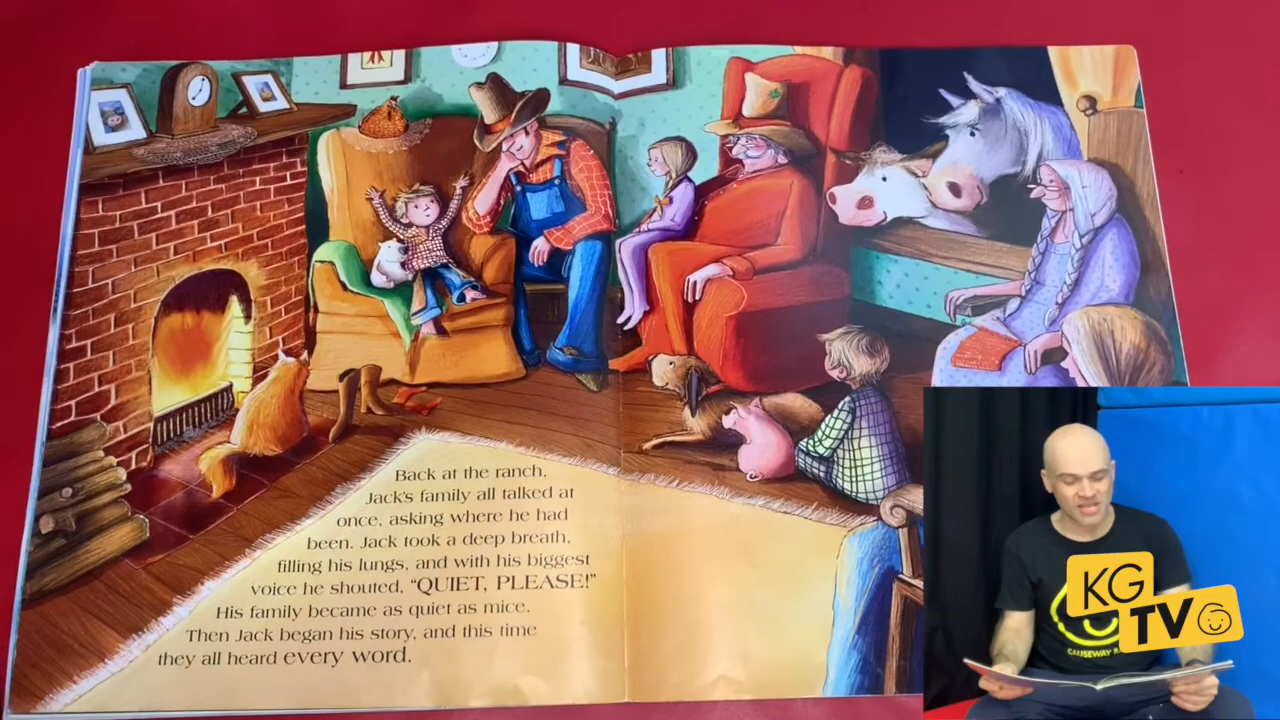 Back at the ranch,
Jack's family all talked at
once, asking where he had
been. Jack took a deep breath,
filling his lungs, and with his biggest
voice he shouted, "QUIET, PLEASE!"
His family became as quiet as mice.
Then Jack began his story, and this time
they all heard every word.
KG
TV